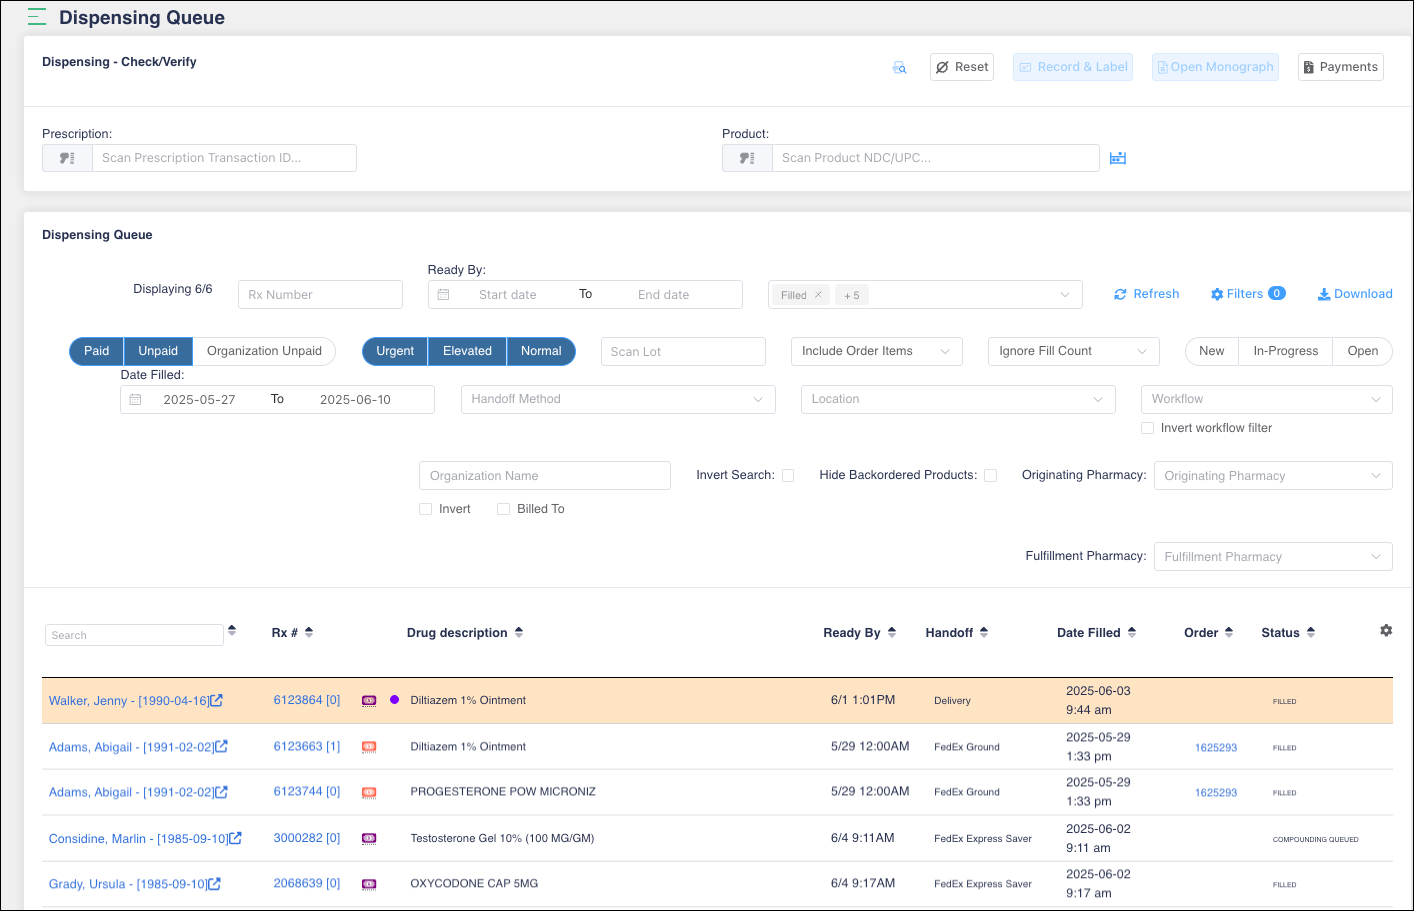 Dispensing Queue
Dispensing - Check/Verify
Reset
Record & Label
Open Monograph
Payments
Prescription:
Product:
Scan Prescription Transaction ID...
Scan Product NDC/UPC...
Dispensing Queue
Ready By:
Displaying 6/6
Rx Number
Start date To End date
Filled × + 5
Refresh
Filters 0
Download
Paid Unpaid Organization Unpaid
Urgent Elevated Normal
Scan Lot
Include Order Items
Ignore Fill Count
New In-Progress Open
Date Filled:
2025-05-27 To 2025-06-10
Handoff Method
Location
Workflow
Invert workflow filter
Organization Name
Invert Search:
Hide Backordered Products:
Originating Pharmacy: Originating Pharmacy
Invert
Billed To
Fulfillment Pharmacy: Fulfillment Pharmacy
Search Rx # Drug description Ready By Handoff Date Filled Order Status
Walker, Jenny - [1990-04-16] 6123864 [0] Diltiazem 1% Ointment 6/1 1:01PM Delivery 2025-06-03 9:44 am FILLED
Adams, Abigail - [1991-02-02] 6123663 [1] Diltiazem 1% Ointment 5/29 12:00AM FedEx Ground 2025-05-29 1:33 pm 1625293 FILLED
Adams, Abigail - [1991-02-02] 6123744 [0] PROGESTERONE POW MICRONIZ 5/29 12:00AM FedEx Ground 2025-05-29 1:33 pm 1625293 FILLED
Considine, Marlin - [1985-09-10] 3000282 [0] Testosterone Gel 10% (100 MG/GM) 6/4 9:11AM FedEx Express Saver 2025-06-02 9:11 am COMPOUNDING QUEUED
Grady, Ursula - [1985-09-10] 2068639 [0] OXYCODONE CAP 5MG 6/4 9:17AM FedEx Express Saver 2025-06-02 9:17 am FILLED